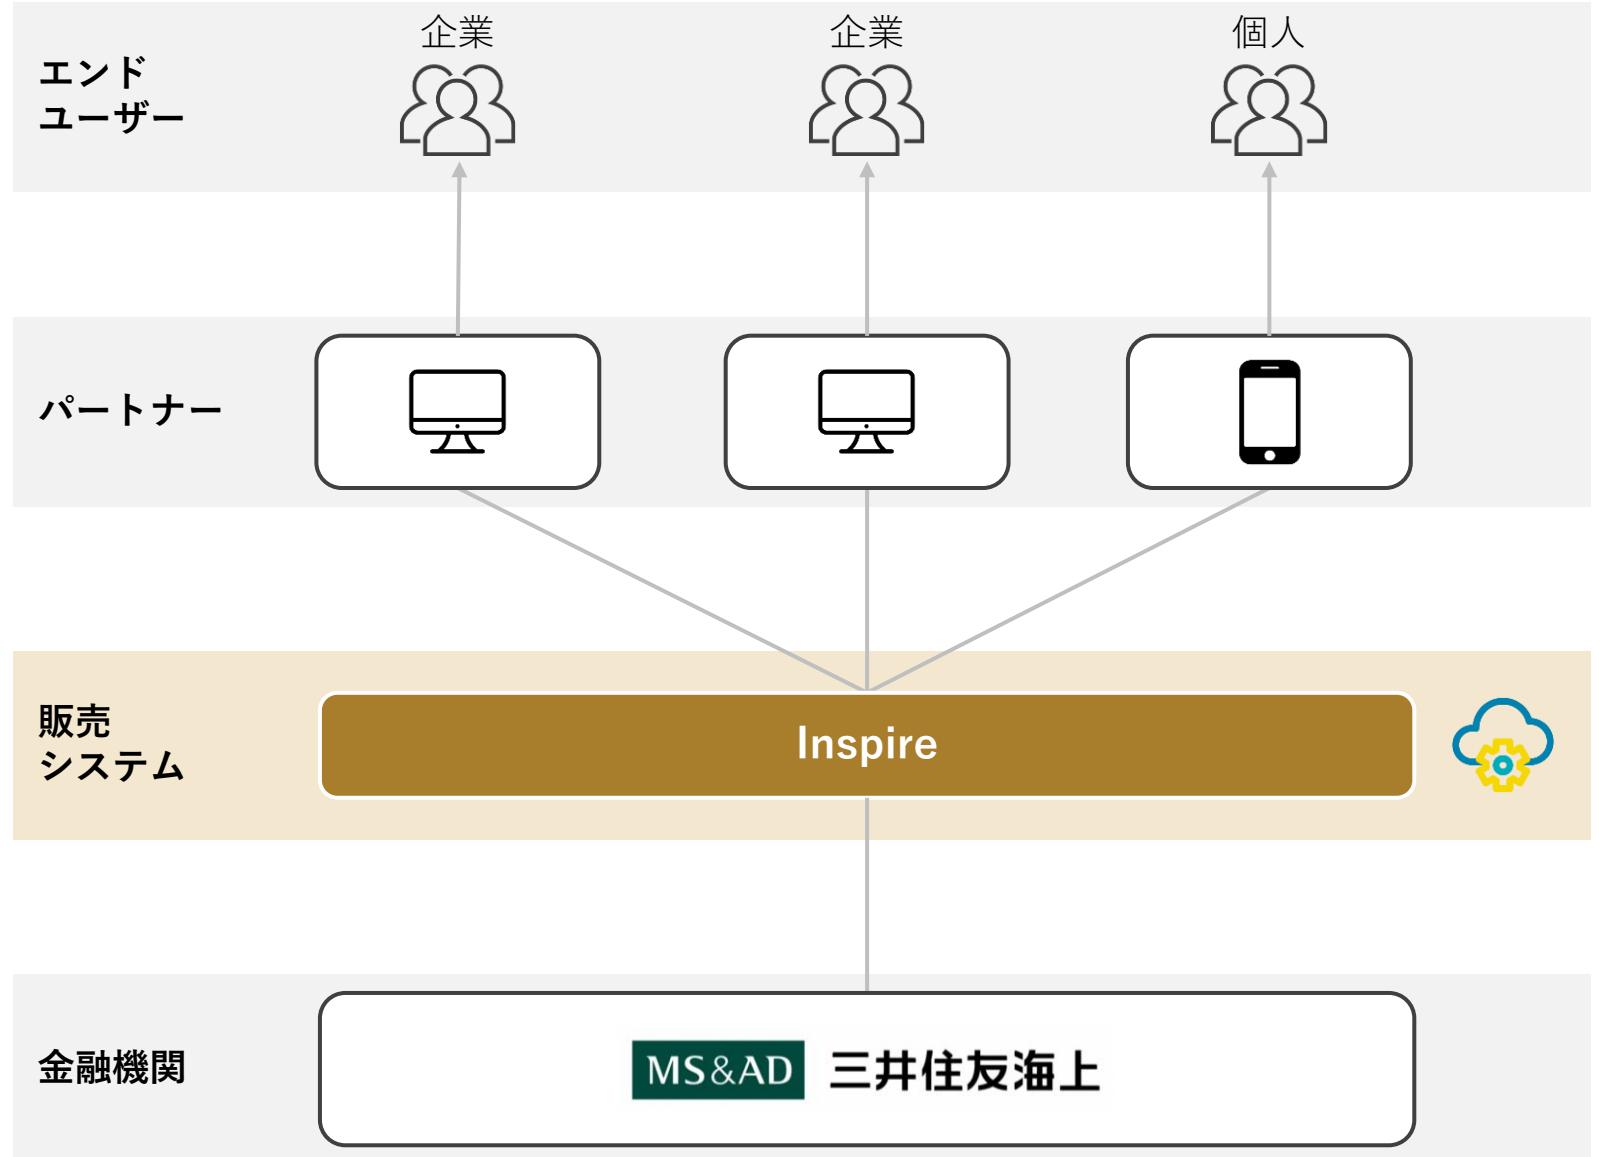 企業
企業
個人
エンド
ユーザー
パートナー
販売
システム
Inspire
金融機関
MS&AD 三井住友海上